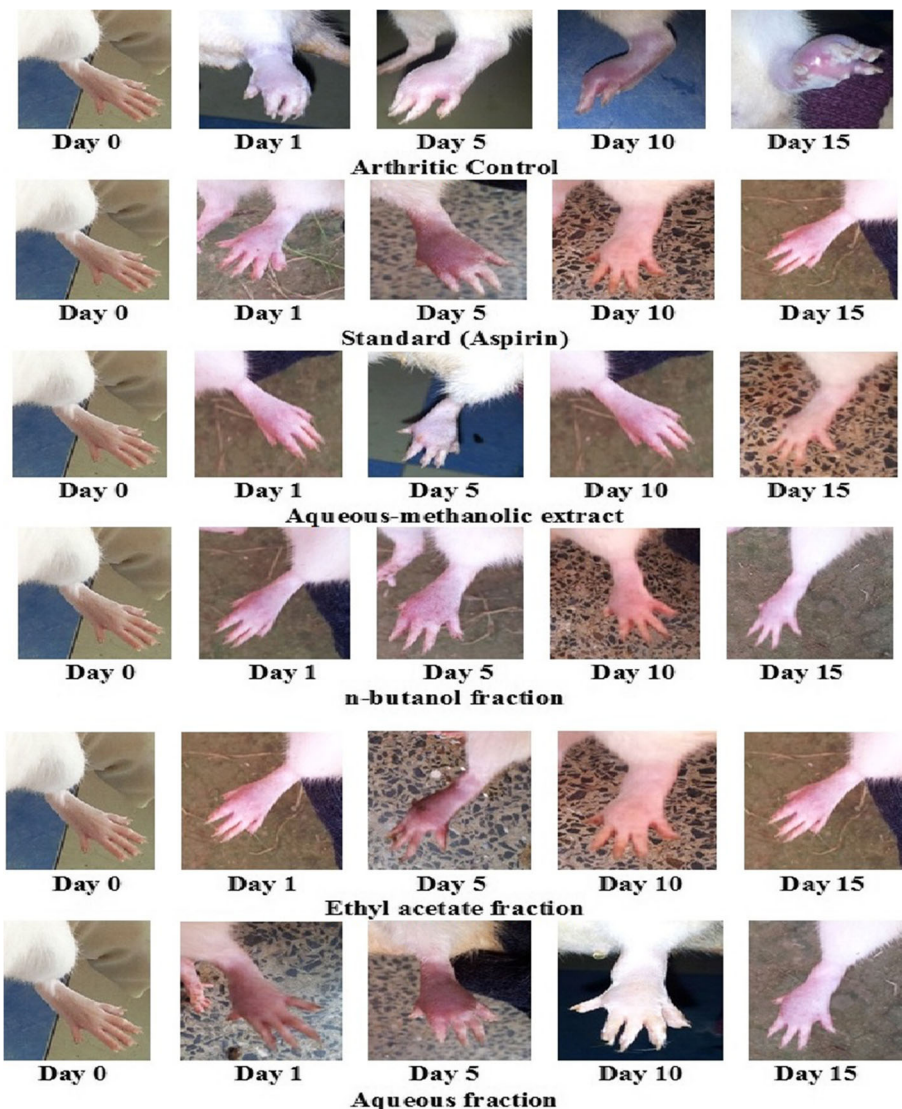 Day 0 Day 1 Day 5 Day 10 Day 15
Arthritic Control
Day 0 Day 1 Day 5 Day 10 Day 15
Standard (Aspirin)
Day 0 Day 1 Day 5 Day 10 Day 15
Aqueous-methanolic extract
Day 0 Day 1 Day 5 Day 10 Day 15
n-butanol fraction
Day 0 Day 1 Day 5 Day 10 Day 15
Ethyl acetate fraction
Day 0 Day 1 Day 5 Day 10 Day 15
Aqueous fraction